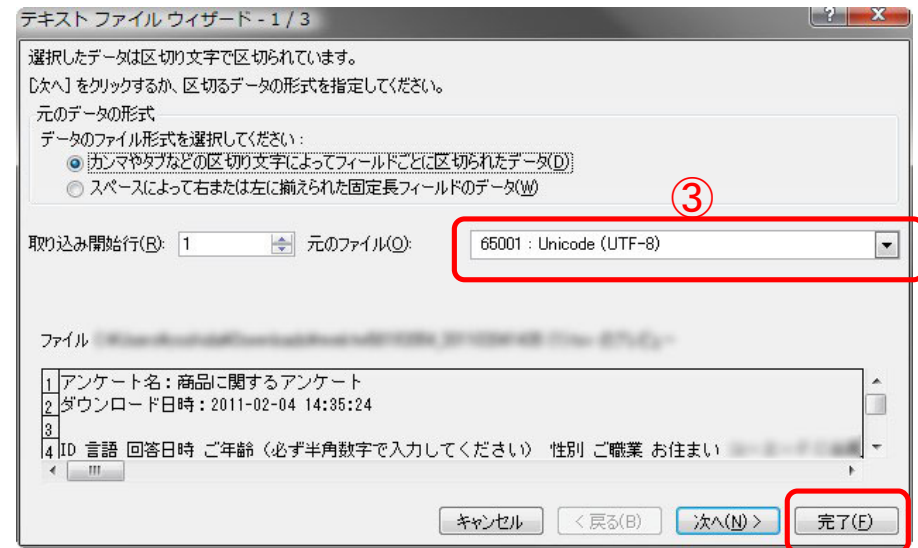 テキスト ファイル ウィザード - 1 / 3
選択したデータは区切り文字で区切られています。
[次へ] をクリックするか、区切るデータの形式を指定してください。
元のデータの形式
データのファイル形式を選択してください：
カンマやタブなどの区切り文字によってフィールドごとに区切られたデータ(D)
スペースによって右または左に揃えられた固定長フィールドのデータ(W)
③
取り込み開始行(R): 1 元のファイル(O): 65001 : Unicode (UTF-8)
ファイル
1 アンケート名：商品に関するアンケート
2 ダウンロード日時：2011-02-04 14:35:24
3
4 ID 言語 回答日時 ご年齢（必ず半角数字で入力してください） 性別 ご職業 お住まい
キャンセル < 戻る(B) 次へ(N) > 完了(F)